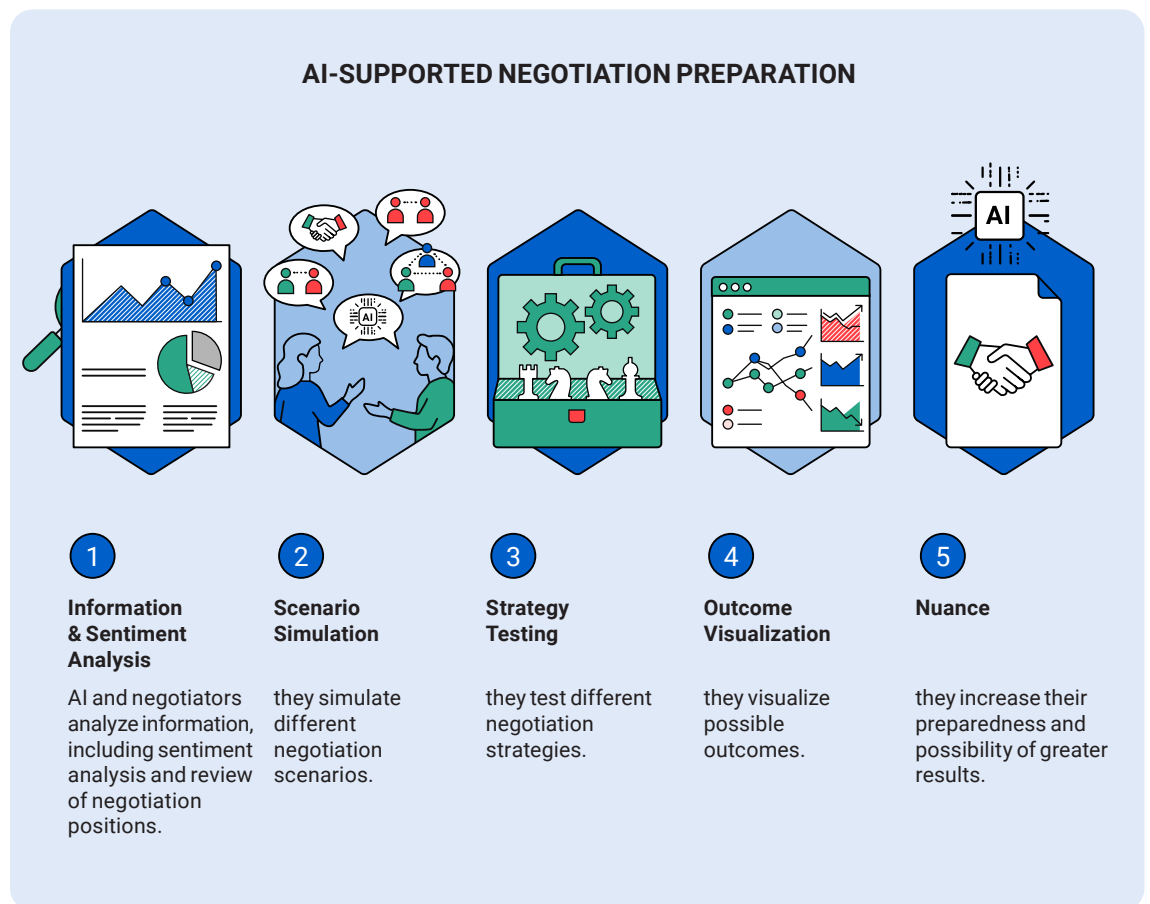 AI-SUPPORTED NEGOTIATION PREPARATION
AI
AI
1
Information
& Sentiment
Analysis
AI and negotiators
analyze information,
including sentiment
analysis and review
of negotiation
positions.
2
Scenario
Simulation
they simulate
different
negotiation
scenarios.
3
Strategy
Testing
they test different
negotiation
strategies.
4
Outcome
Visualization
they visualize
possible
outcomes.
5
Nuance
they increase their
preparedness and
possibility of greater
results.